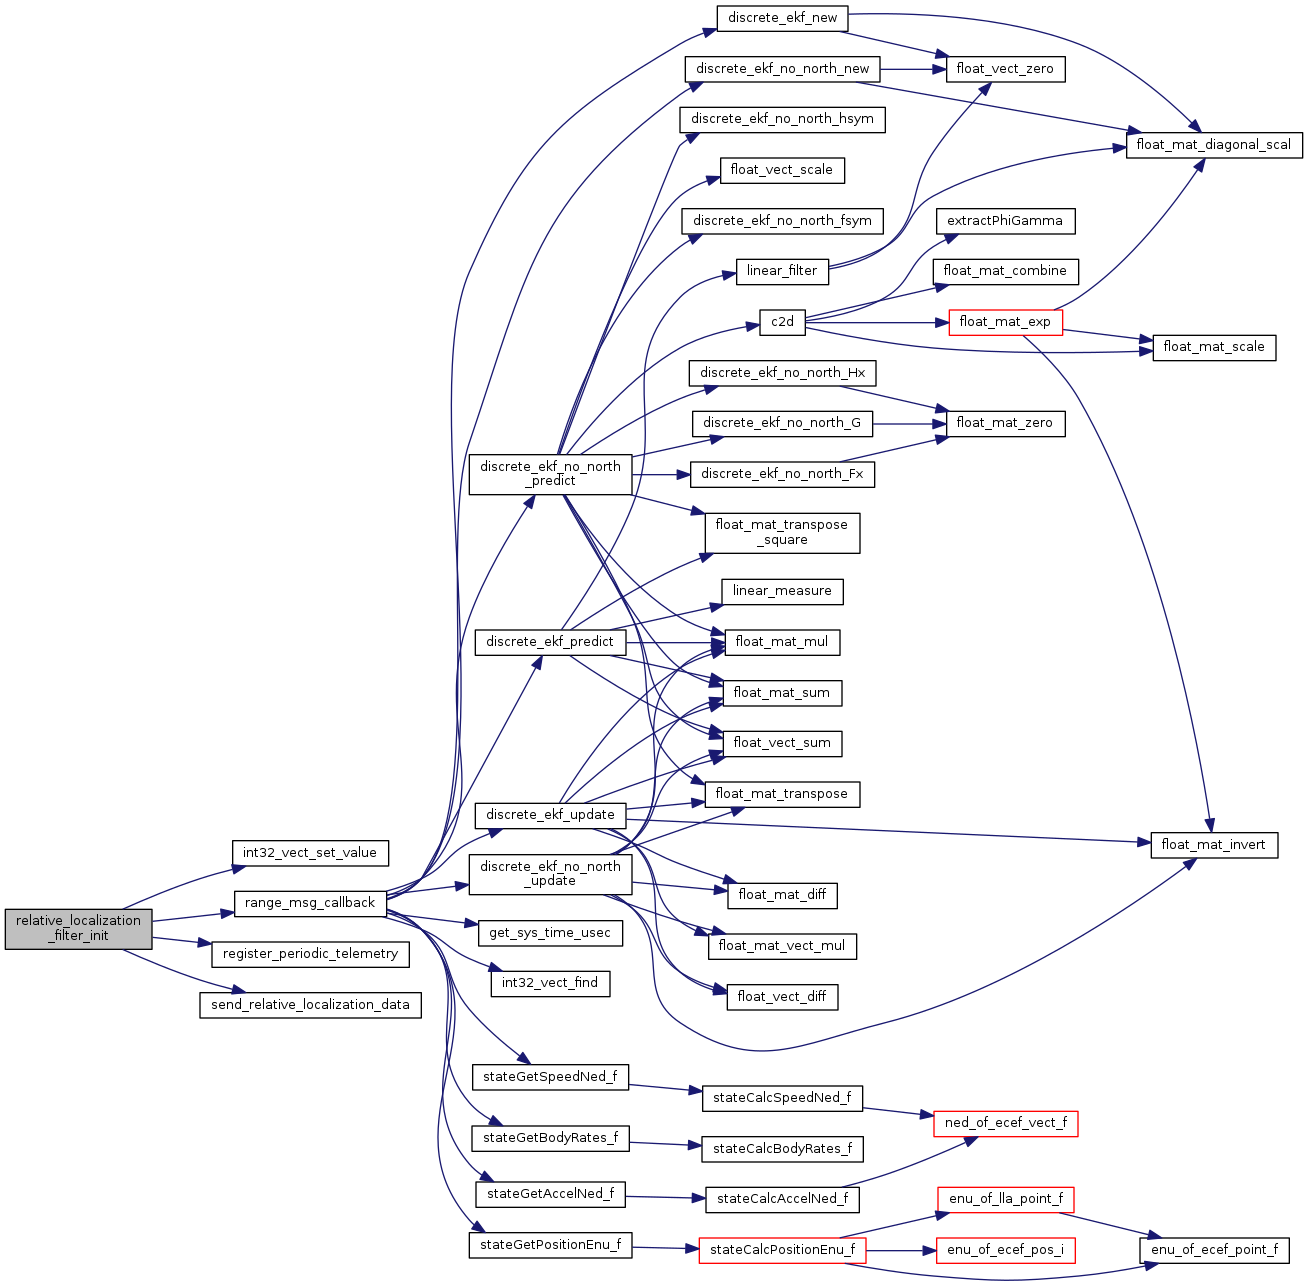 discrete_ekf_new
discrete_ekf_no_north_new
float_vect_zero
discrete_ekf_no_north_hsym
float_mat_diagonal_scal
float_vect_scale
discrete_ekf_no_north_fsym
extractPhiGamma
linear_filter
float_mat_combine
c2d
float_mat_exp
float_mat_scale
discrete_ekf_no_north_Hx
discrete_ekf_no_north_G
float_mat_zero
discrete_ekf_no_north
_predict
discrete_ekf_no_north_Fx
float_mat_transpose
_square
linear_measure
discrete_ekf_predict
float_mat_mul
float_mat_sum
float_vect_sum
float_mat_transpose
discrete_ekf_update
float_mat_invert
int32_vect_set_value
discrete_ekf_no_north
_update
float_mat_diff
range_msg_callback
relative_localization
_filter_init
get_sys_time_usec
float_mat_vect_mul
register_periodic_telemetry
int32_vect_find
float_vect_diff
send_relative_localization_data
stateGetSpeedNed_f
stateCalcSpeedNed_f
ned_of_ecef_vect_f
stateGetBodyRates_f
stateCalcBodyRates_f
stateGetAccelNed_f
stateCalcAccelNed_f
enu_of_lla_point_f
stateGetPositionEnu_f
stateCalcPositionEnu_f
enu_of_ecef_pos_i
enu_of_ecef_point_f